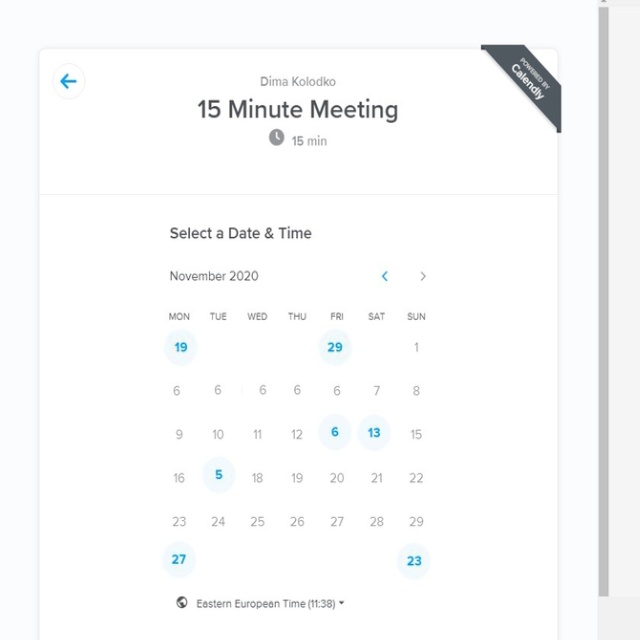 POWERED BY
Calendly
Dima Kolodko
15 Minute Meeting
15 min
Select a Date & Time
November 2020
MON TUE WED THU FRI SAT SUN
19 29 1
6 6 6 6 6 7 8
9 10 11 12 6 13 15
16 5 18 19 20 21 22
23 24 25 26 27 28 29
27 23
Eastern European Time (11:38)